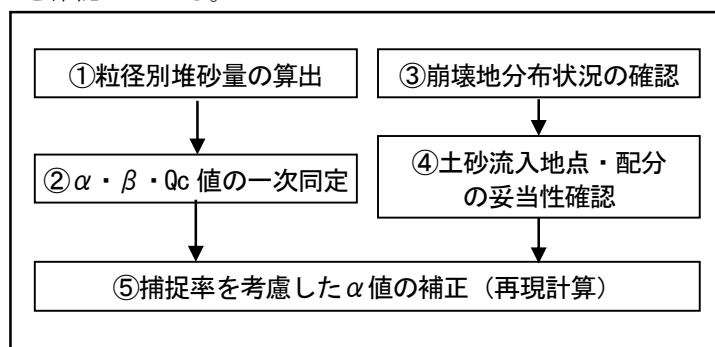 ①粒径別堆砂量の算出
③崩壊地分布状況の確認
②α・β・Qc値の一次同定
④土砂流入地点・配分
の妥当性確認
⑤捕捉率を考慮したα値の補正（再現計算）